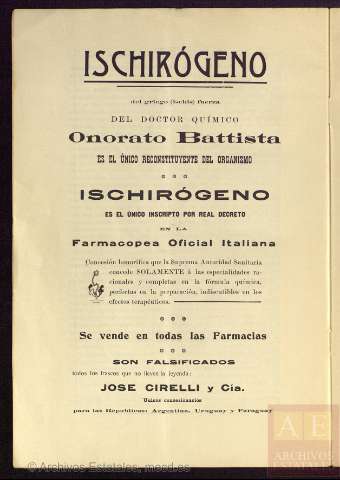 ISCHIRÓGENO
del griego (Ischis) fuerza
DEL DOCTOR QUÍMICO
Onorato Battista
ES EL ÚNICO RECONSTITUYENTE DEL ORGANISMO
ISCHIRÓGENO
ES EL ÚNICO INSCRIPTO POR REAL DECRETO
EN LA
Farmacopea Oficial Italiana
Concesión honorífica que la Suprema Autoridad Sanitaria
concede SOLAMENTE á las especialidades ra-
cionales y completas en la fórmula química,
perfectas en la preparación, indiscutibles en los
efectos terapéuticos.
Se vende en todas las Farmacias
SON FALSIFICADOS
todos los frascos que no lleven la leyenda:
JOSE CIRELLI y Cía.
Unicos concesionarios
para las Repúblicas: Argentina, Uruguay y Paraguay
AE
ARCHIVOS
ESTATALES
© Archivos Estatales, mecd.es